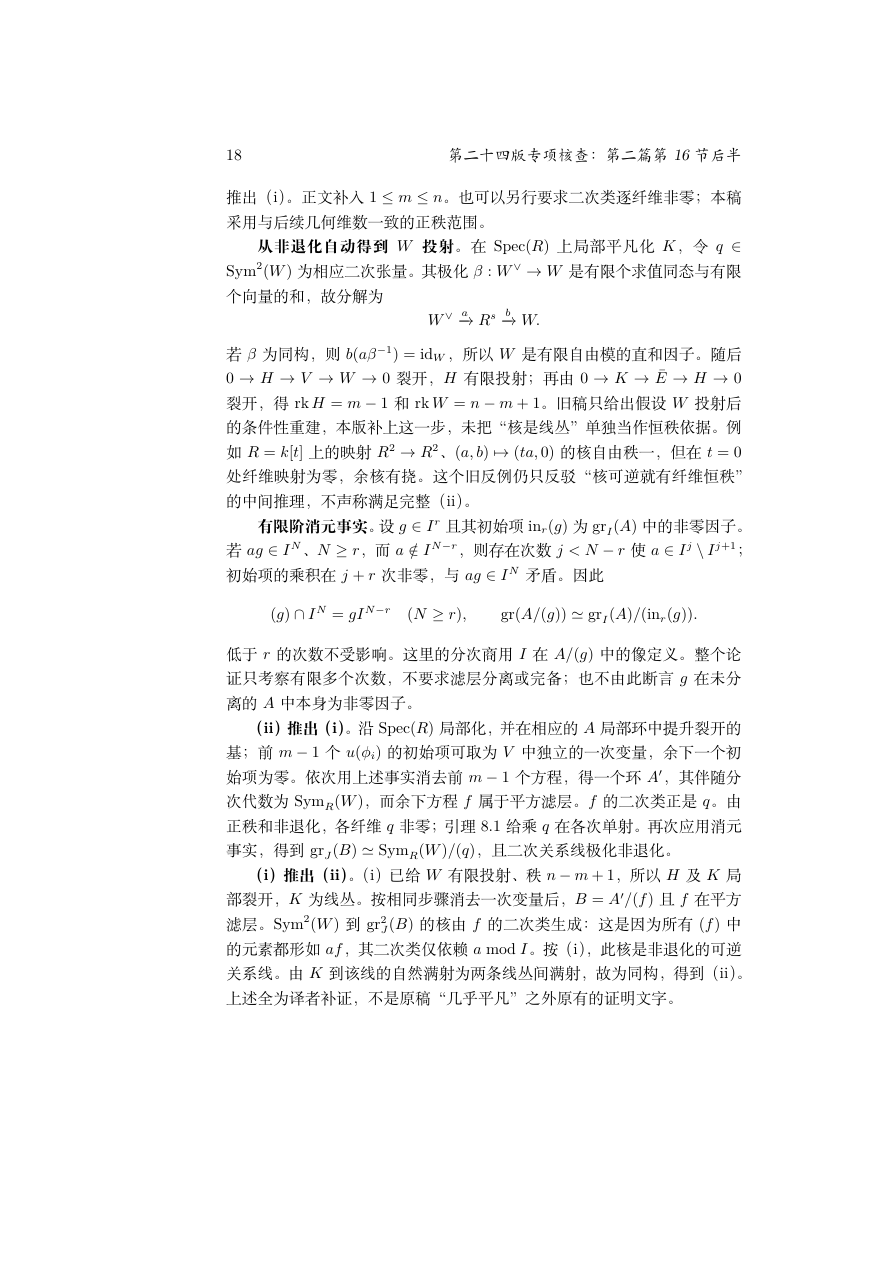 18 第二十四版专项核查：第二篇第 16 节后半
推出（i）。正文补入 1 ≤ m ≤ n。也可以另行要求二次类逐纤维非零；本稿
采用与后续几何维数一致的正秩范围。
从非退化自动得到 W 投射。在 Spec(R) 上局部平凡化 K，令 q ∈
Sym²(W) 为相应二次张量。其极化 β : W^∨ → W 是有限个求值同态与有限
个向量的和，故分解为
W^∨ \xrightarrow{a} R^s \xrightarrow{b} W.
若 β 为同构，则 b(aβ^{−1}) = id_W，所以 W 是有限自由模的直和因子。随后
0 → H → V → W → 0 裂开，H 有限投射；再由 0 → K → \bar{E} → H → 0
裂开，得 rk H = m − 1 和 rk W = n − m + 1。旧稿只给出假设 W 投射后
的条件性重建，本版补上这一步，未把“核是线丛”单独当作恒秩依据。例
如 R = k[t] 上的映射 R² → R²、(a, b) ↦ (ta, 0) 的核自由秩一，但在 t = 0
处纤维映射为零，余核有挠。这个旧反例仍只反驳“核可逆就有纤维恒秩”
的中间推理，不声称满足完整（ii）。
有限阶消元事实。设 g ∈ I^r 且其初始项 in_r(g) 为 gr_I(A) 中的非零因子。
若 ag ∈ I^N、N ≥ r，而 a ∉ I^{N−r}，则存在次数 j < N − r 使 a ∈ I^j \ I^{j+1}；
初始项的乘积在 j + r 次非零，与 ag ∈ I^N 矛盾。因此
(g) ∩ I^N = gI^{N−r} (N ≥ r), gr(A/(g)) ≃ gr_I(A)/(in_r(g)).
低于 r 的次数不受影响。这里的分次商用 I 在 A/(g) 中的像定义。整个论
证只考察有限多个次数，不要求滤层分离或完备；也不由此断言 g 在未分
离的 A 中本身为非零因子。
(ii) 推出 (i)。沿 Spec(R) 局部化，并在相应的 A 局部环中提升裂开的
基；前 m − 1 个 u(ϕ_i) 的初始项可取为 V 中独立的一次变量，余下一个初
始项为零。依次用上述事实消去前 m − 1 个方程，得一个环 A′，其伴随分
次代数为 Sym_R(W)，而余下方程 f 属于平方滤层。f 的二次类正是 q。由
正秩和非退化，各纤维 q 非零；引理 8.1 给乘 q 在各次单射。再次应用消元
事实，得到 gr_J(B) ≃ Sym_R(W)/(q)，且二次关系线极化非退化。
(i) 推出 (ii)。（i）已给 W 有限投射、秩 n − m + 1，所以 H 及 K 局
部裂开，K 为线丛。按相同步骤消去一次变量后，B = A′/(f) 且 f 在平方
滤层。Sym²(W) 到 gr²_J(B) 的核由 f 的二次类生成：这是因为所有 (f) 中
的元素都形如 af，其二次类仅依赖 a mod I。按（i），此核是非退化的可逆
关系线。由 K 到该线的自然满射为两条线丛间满射，故为同构，得到（ii）。
上述全为译者补证，不是原稿“几乎平凡”之外原有的证明文字。